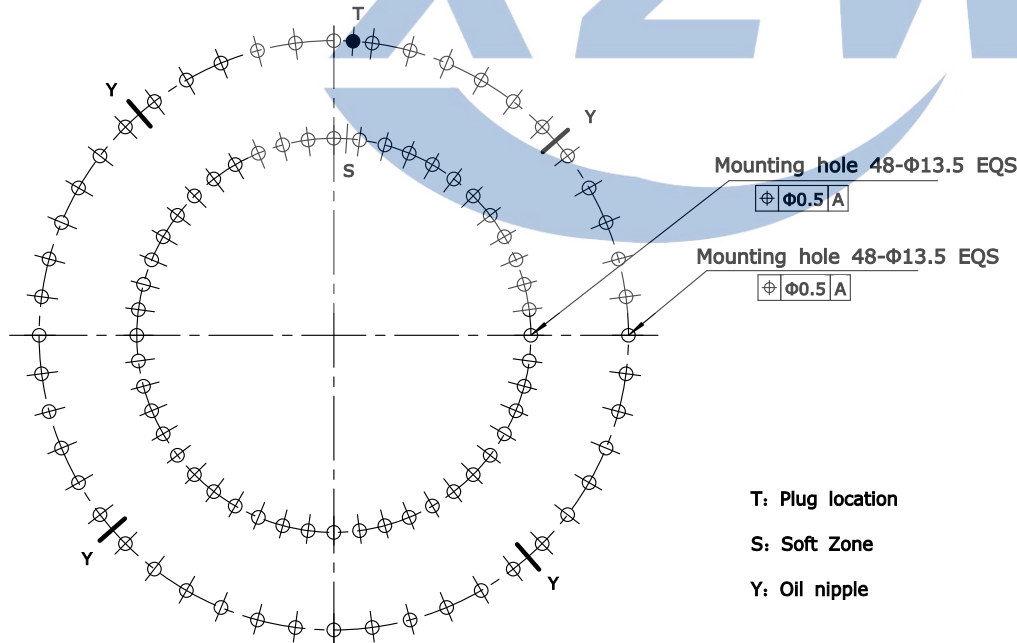 XZW
T
Y
Y
S
Mounting hole 48-Φ13.5 EQS
⌖ Φ0.5 A
Mounting hole 48-Φ13.5 EQS
⌖ Φ0.5 A
T: Plug location
S: Soft Zone
Y: Oil nipple
Y
Y